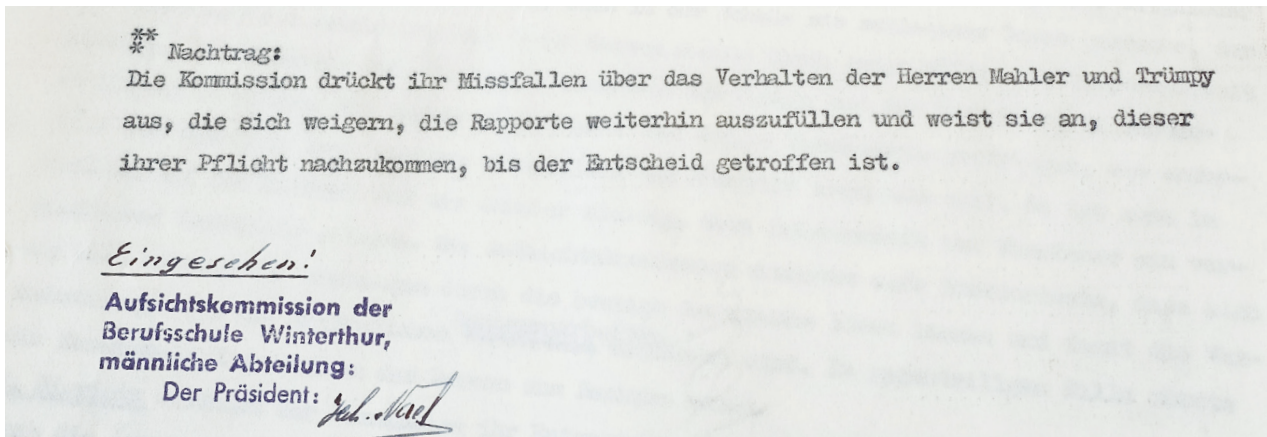 ***
Nachtrag:
Die Kommission drückt ihr Missfallen über das Verhalten der Herren Mahler und Trümpy
aus, die sich weigern, die Rapporte weiterhin auszufüllen und weist sie an, dieser
ihrer Pflicht nachzukommen, bis der Entscheid getroffen ist.
Eingesehen!
Aufsichtskommission der
Berufsschule Winterthur,
männliche Abteilung:
Der Präsident: